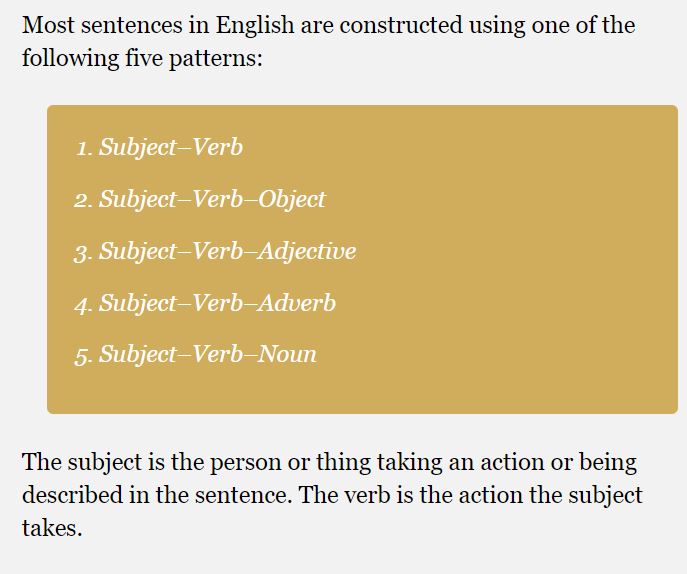 Most sentences in English are constructed using one of the
following five patterns:
1. Subject–Verb
2. Subject–Verb–Object
3. Subject–Verb–Adjective
4. Subject–Verb–Adverb
5. Subject–Verb–Noun
The subject is the person or thing taking an action or being
described in the sentence. The verb is the action the subject
takes.